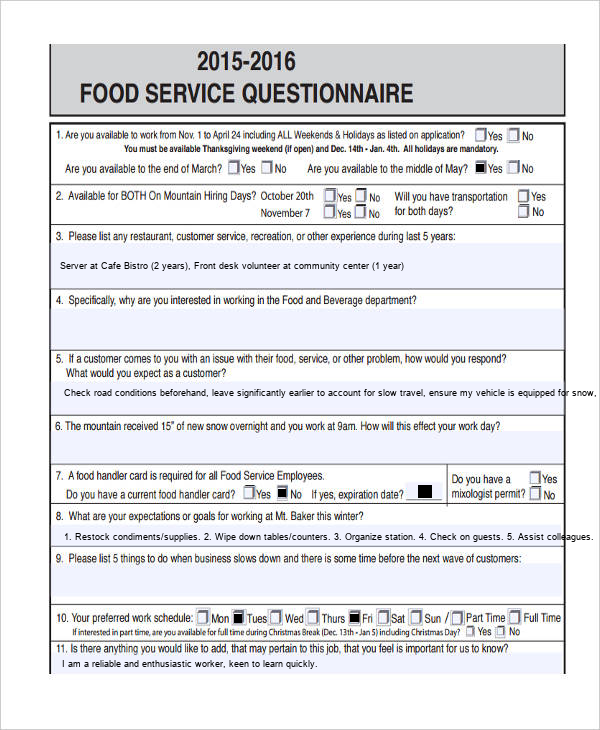 2015-2016
FOOD SERVICE QUESTIONNAIRE
1. Are you available to work from Nov. 1 to April 24 including ALL Weekends & Holidays as listed on application? Yes No
You must be available Thanksgiving weekend (if open) and Dec. 14th - Jan. 4th. All holidays are mandatory.
Are you available to the end of March? Yes No Are you available to the middle of May? Yes No
2. Available for BOTH On Mountain Hiring Days? October 20th Yes No Will you have transportation Yes
November 7 Yes No for both days? No
3. Please list any restaurant, customer service, recreation, or other experience during last 5 years:
Server at Cafe Bistro (2 years), Front desk volunteer at community center (1 year)
4. Specifically, why are you interested in working in the Food and Beverage department?
5. If a customer comes to you with an issue with their food, service, or other problem, how would you respond?
What would you expect as a customer?
Check road conditions beforehand, leave significantly earlier to account for slow travel, ensure my vehicle is equipped for snow,
6. The mountain received 15" of new snow overnight and you work at 9am. How will this effect your work day?
7. A food handler card is required for all Food Service Employees. Do you have a Yes
Do you have a current food handler card? Yes No If yes, expiration date? mixologist permit? No
8. What are your expectations or goals for working at Mt. Baker this winter?
1. Restock condiments/supplies. 2. Wipe down tables/counters. 3. Organize station. 4. Check on guests. 5. Assist colleagues.
9. Please list 5 things to do when business slows down and there is some time before the next wave of customers:
10. Your preferred work schedule: Mon Tues Wed Thurs Fri Sat Sun / Part Time Full Time
If interested in part time, are you available for full time during Christmas Break (Dec. 13th - Jan 5) including Christmas Day? Yes No
11. Is there anything you would like to add, that may pertain to this job, that you feel is important for us to know?
I am a reliable and enthusiastic worker, keen to learn quickly.